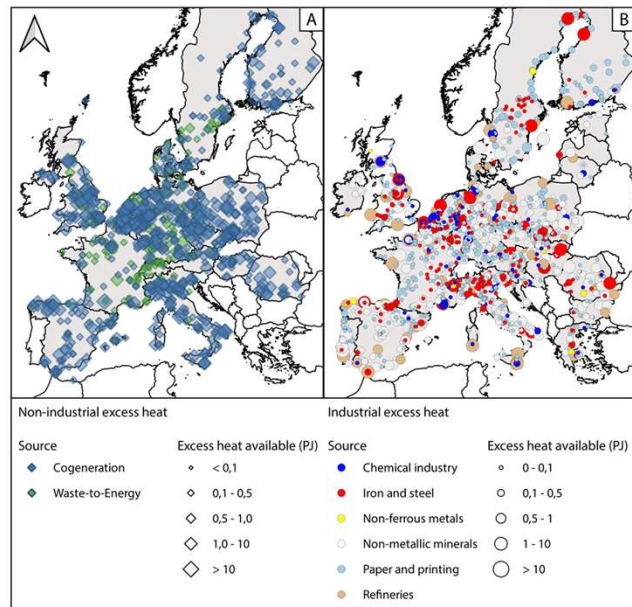 A
B
Non-industrial excess heat
Source
Cogeneration
Waste-to-Energy
Excess heat available (PJ)
< 0,1
0,1 - 0,5
0,5 - 1,0
1,0 - 10
> 10
Industrial excess heat
Source
Chemical industry
Iron and steel
Non-ferrous metals
Non-metallic minerals
Paper and printing
Refineries
Excess heat available (PJ)
0 - 0,1
0,1 - 0,5
0,5 - 1
1 - 10
> 10